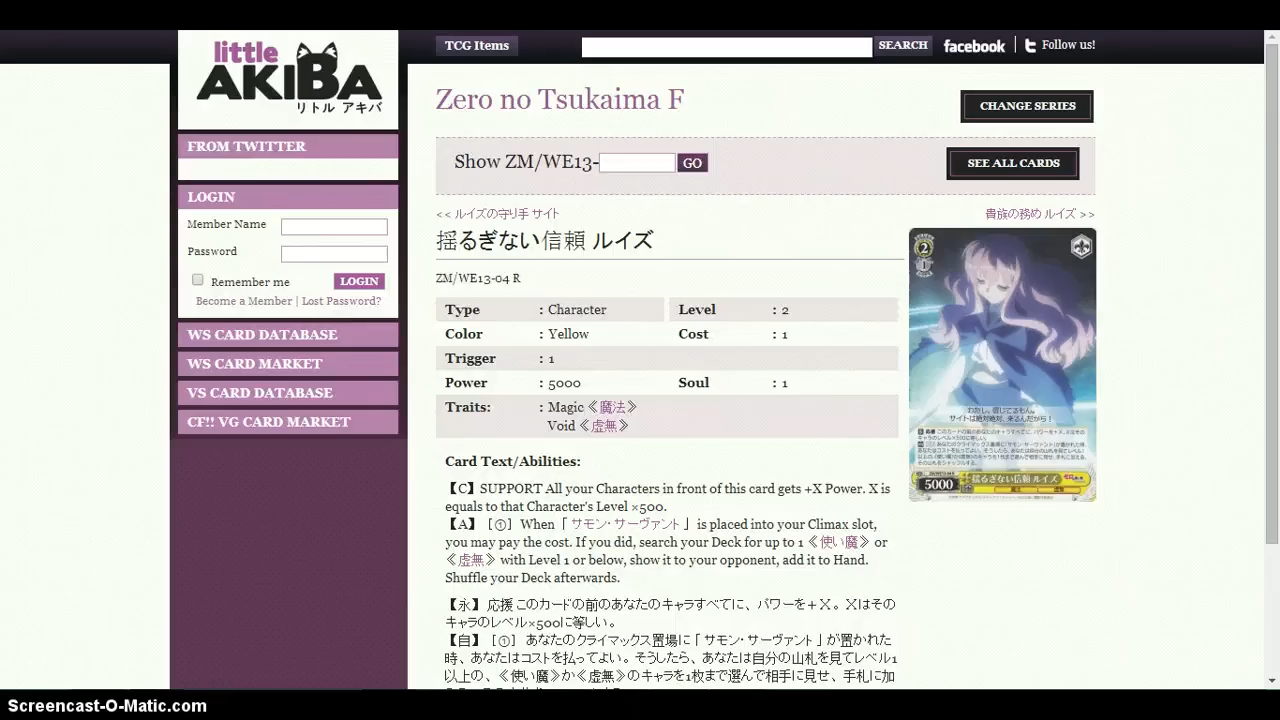 little
AKIBA
リトル アキバ
TCG Items
SEARCH
facebook
Follow us!
FROM TWITTER
LOGIN
Member Name
Password
Remember me
LOGIN
Become a Member | Lost Password?
WS CARD DATABASE
WS CARD MARKET
VS CARD DATABASE
CF!! VG CARD MARKET
Zero no Tsukaima F
CHANGE SERIES
Show ZM/WE13-
GO
SEE ALL CARDS
<< ルイズの守り手 サイト
貴族の務め ルイズ >>
揺るぎない信頼 ルイズ
ZM/WE13-04 R
Type : Character Level : 2
Color : Yellow Cost : 1
Trigger : 1
Power : 5000 Soul : 1
Traits: : Magic 《魔法》
Void 《虚無》
Card Text/Abilities:
【C】 SUPPORT All your Characters in front of this card gets +X Power. X is
equals to that Character's Level ×500.
【A】 [①] When 「サモン・サーヴァント」 is placed into your Climax slot,
you may pay the cost. If you did, search your Deck for up to 1 《使い魔》 or
《虚無》 with Level 1 or below, show it to your opponent, add it to Hand.
Shuffle your Deck afterwards.
【永】 応援 このカードの前のあなたのキャラすべてに、パワーを＋Ｘ。Ｘはその
キャラのレベル×500に等しい。
【自】 [①] あなたのクライマックス置場に「サモン・サーヴァント」が置かれた
時、あなたはコストを払ってよい。そうしたら、あなたは自分の山札を見てレベル1
以上の、《使い魔》か《虚無》のキャラを1枚まで選んで相手に見せ、手札に加
2
1
5000
揺るぎない信頼 ルイズ
Screencast-O-Matic.com